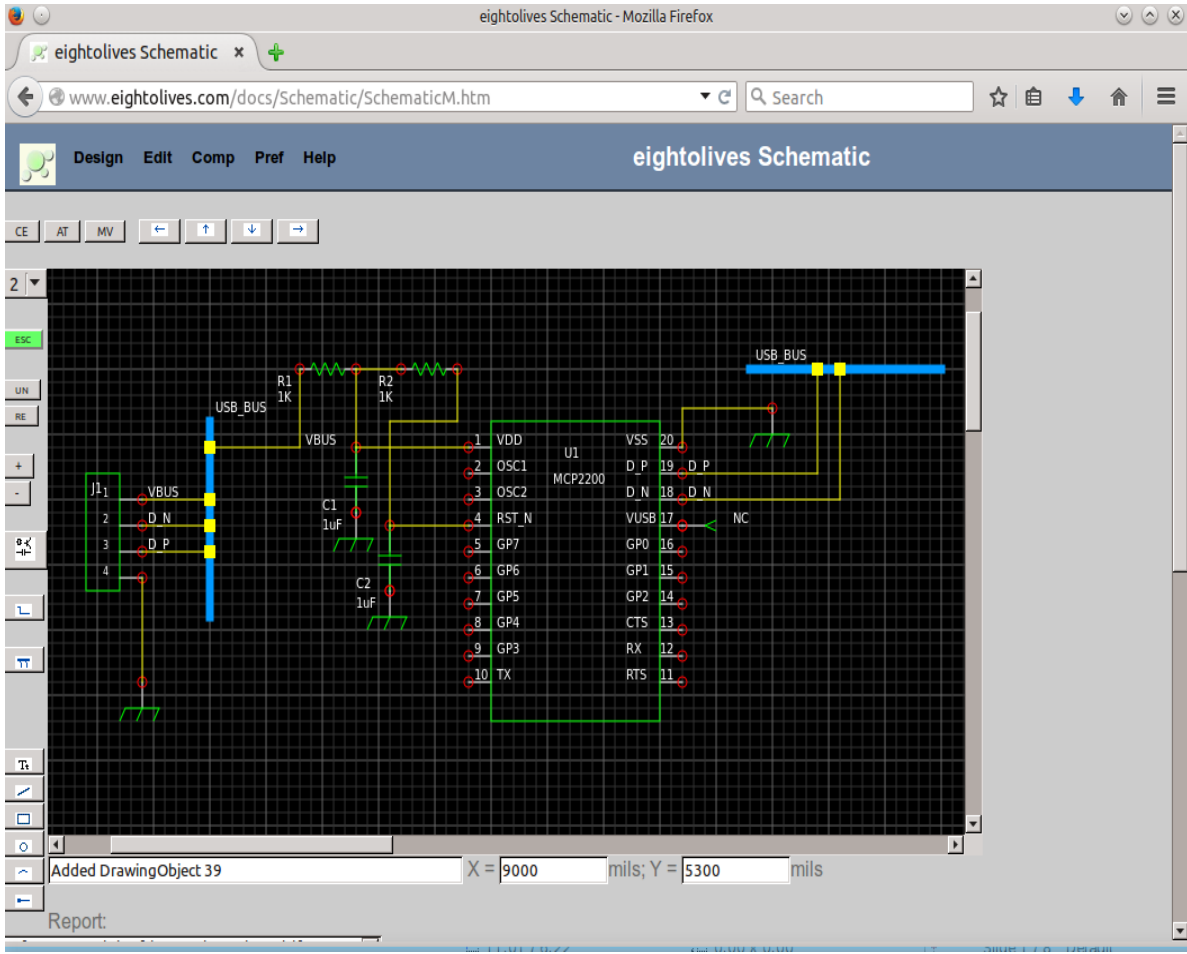 eightolives Schematic - Mozilla Firefox
eightolives Schematic
www.eightolives.com/docs/Schematic/SchematicM.htm
Search
Design Edit Comp Pref Help
eightolives Schematic
CE AT MV
2
ESC
UN
RE
+
-
Tt
USB_BUS
R1
1K
R2
1K
USB_BUS
VBUS
J1
1 VBUS
2 D_N
3 D_P
4
C1
1uF
C2
1uF
U1
MCP2200
1 VDD
2 OSC1
3 OSC2
4 RST_N
5 GP7
6 GP6
7 GP5
8 GP4
9 GP3
10 TX
VSS 20
D_P 19 D_P
D_N 18 D_N
VUSB 17 NC
GP0 16
GP1 15
GP2 14
CTS 13
RX 12
RTS 11
Added DrawingObject 39
X = 9000 mils; Y = 5300 mils
Report: